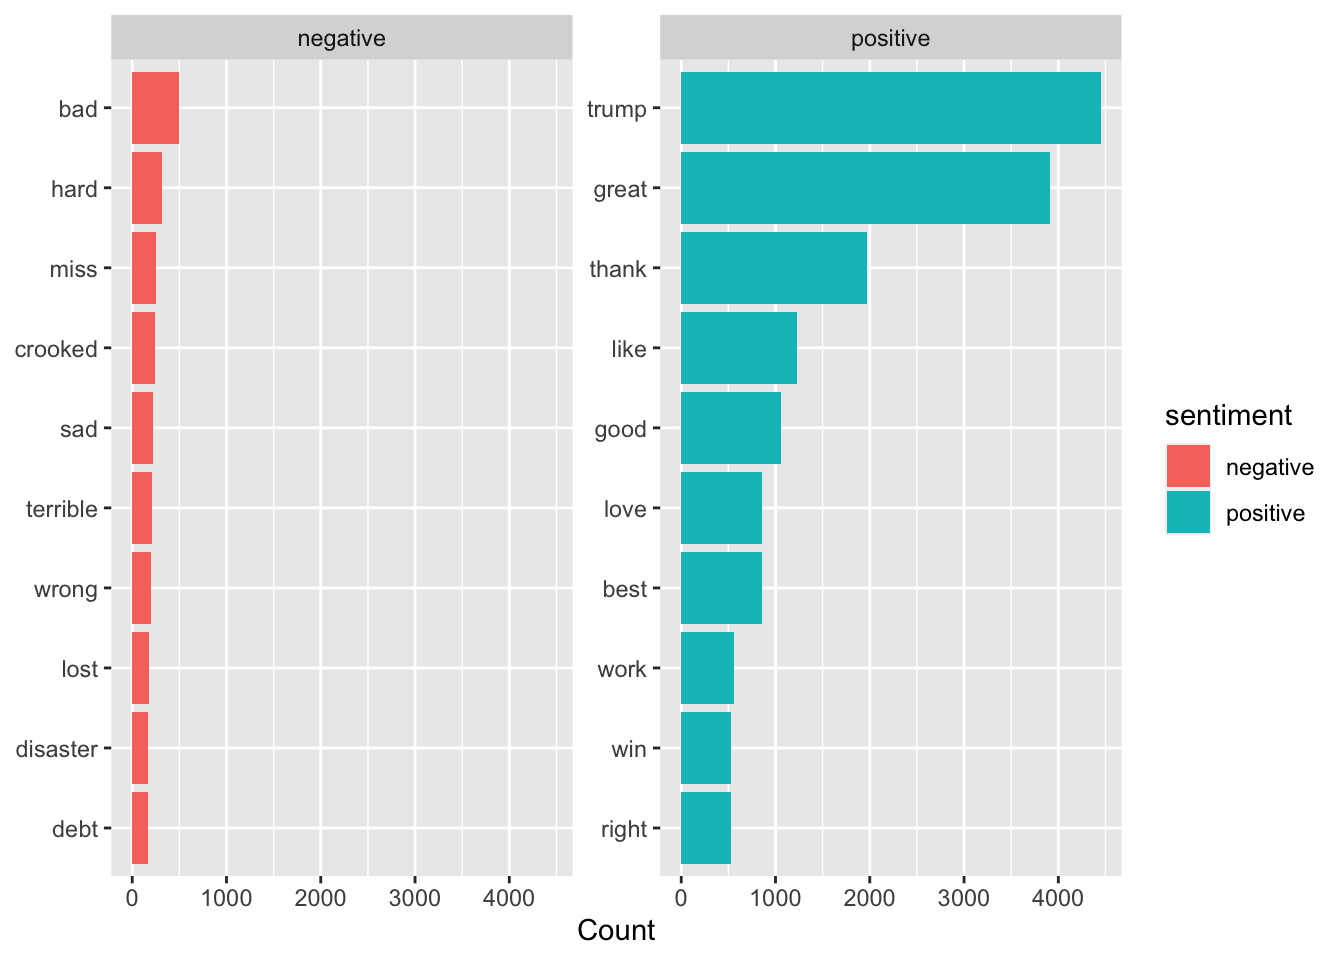 negative
positive
bad
hard
miss
crooked
sad
terrible
wrong
lost
disaster
debt
trump
great
thank
like
good
love
best
work
win
right
0 1000 2000 3000 4000
0 1000 2000 3000 4000
Count
sentiment
negative
positive